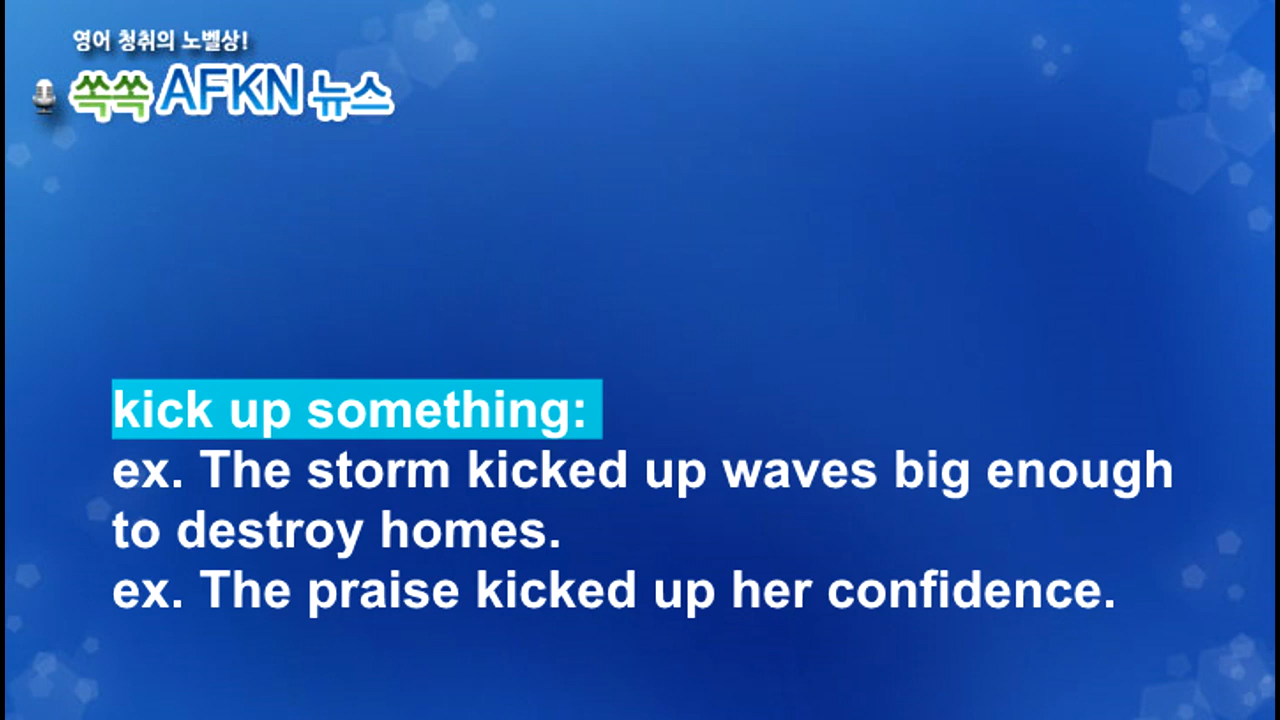 영어 청취의 노벨상!
쏙쏙 AFKN 뉴스
kick up something:
ex. The storm kicked up waves big enough
to destroy homes.
ex. The praise kicked up her confidence.